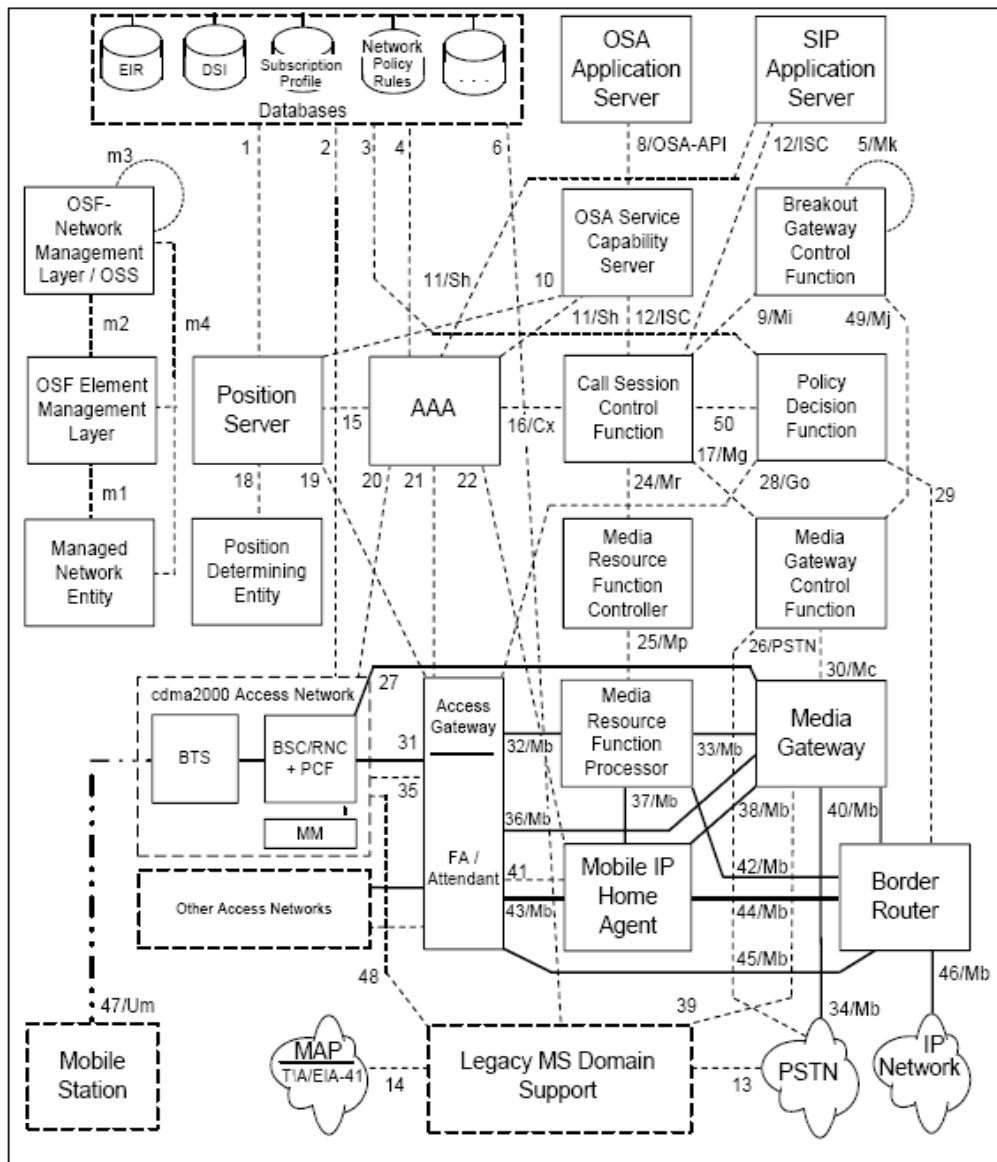 EIR
DSI
Subscription
Profile
Network
Policy
Rules
. . .
Databases
OSA
Application
Server
SIP
Application
Server
1
2
3
4
6
8/OSA-API
12/ISC
5/Mk
m3
OSF-
Network
Management
Layer / OSS
OSA Service
Capability
Server
Breakout
Gateway
Control
Function
11/Sh
10
m2
m4
11/Sh
12/ISC
9/Mi
49/Mj
OSF Element
Management
Layer
Position
Server
15
AAA
16/Cx
Call Session
Control
Function
50
Policy
Decision
Function
17/Mg
m1
18
19
20
21
22
24/Mr
28/Go
29
Managed
Network
Entity
Position
Determining
Entity
Media
Resource
Function
Controller
Media
Gateway
Control
Function
25/Mp
26/PSTN
30/Mc
cdma2000 Access Network
27
BTS
BSC/RNC
+ PCF
31
Access
Gateway
32/Mb
Media
Resource
Function
Processor
33/Mb
Media
Gateway
35
MM
36/Mb
37/Mb
38/Mb
40/Mb
FA /
Attendant
41
Mobile IP
Home
Agent
42/Mb
Border
Router
Other Access Networks
43/Mb
44/Mb
45/Mb
46/Mb
48
47/Um
39
34/Mb
Mobile
Station
MAP
TIA/EIA-41
14
Legacy MS Domain
Support
13
PSTN
IP
Network